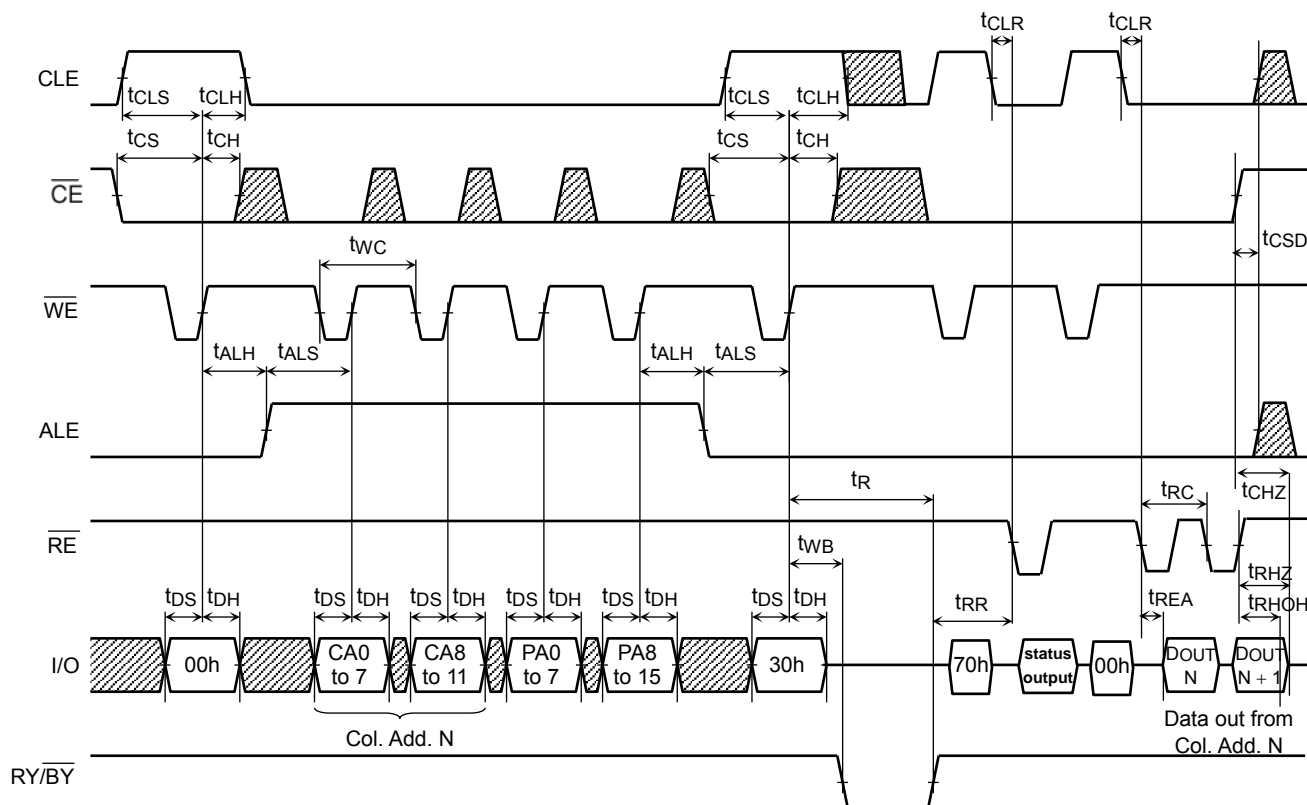 tCLR tCLR
CLE
tCLS tCLH tCLS tCLH
tCS tCH tCS tCH
CE
tCSD
tWC
WE
tALH tALS tALH tALS
ALE
tR tRC tCHZ
RE
tWB
tDS tDH tDS tDH tDS tDH tDS tDH tDS tDH tDS tDH tRR tREA tRHZ
tRHOH
I/O 00h CA0 to 7 CA8 to 11 PA0 to 7 PA8 to 15 30h 70h status output 00h DOUT N DOUT N + 1
Col. Add. N
Data out from
Col. Add. N
RY/BY